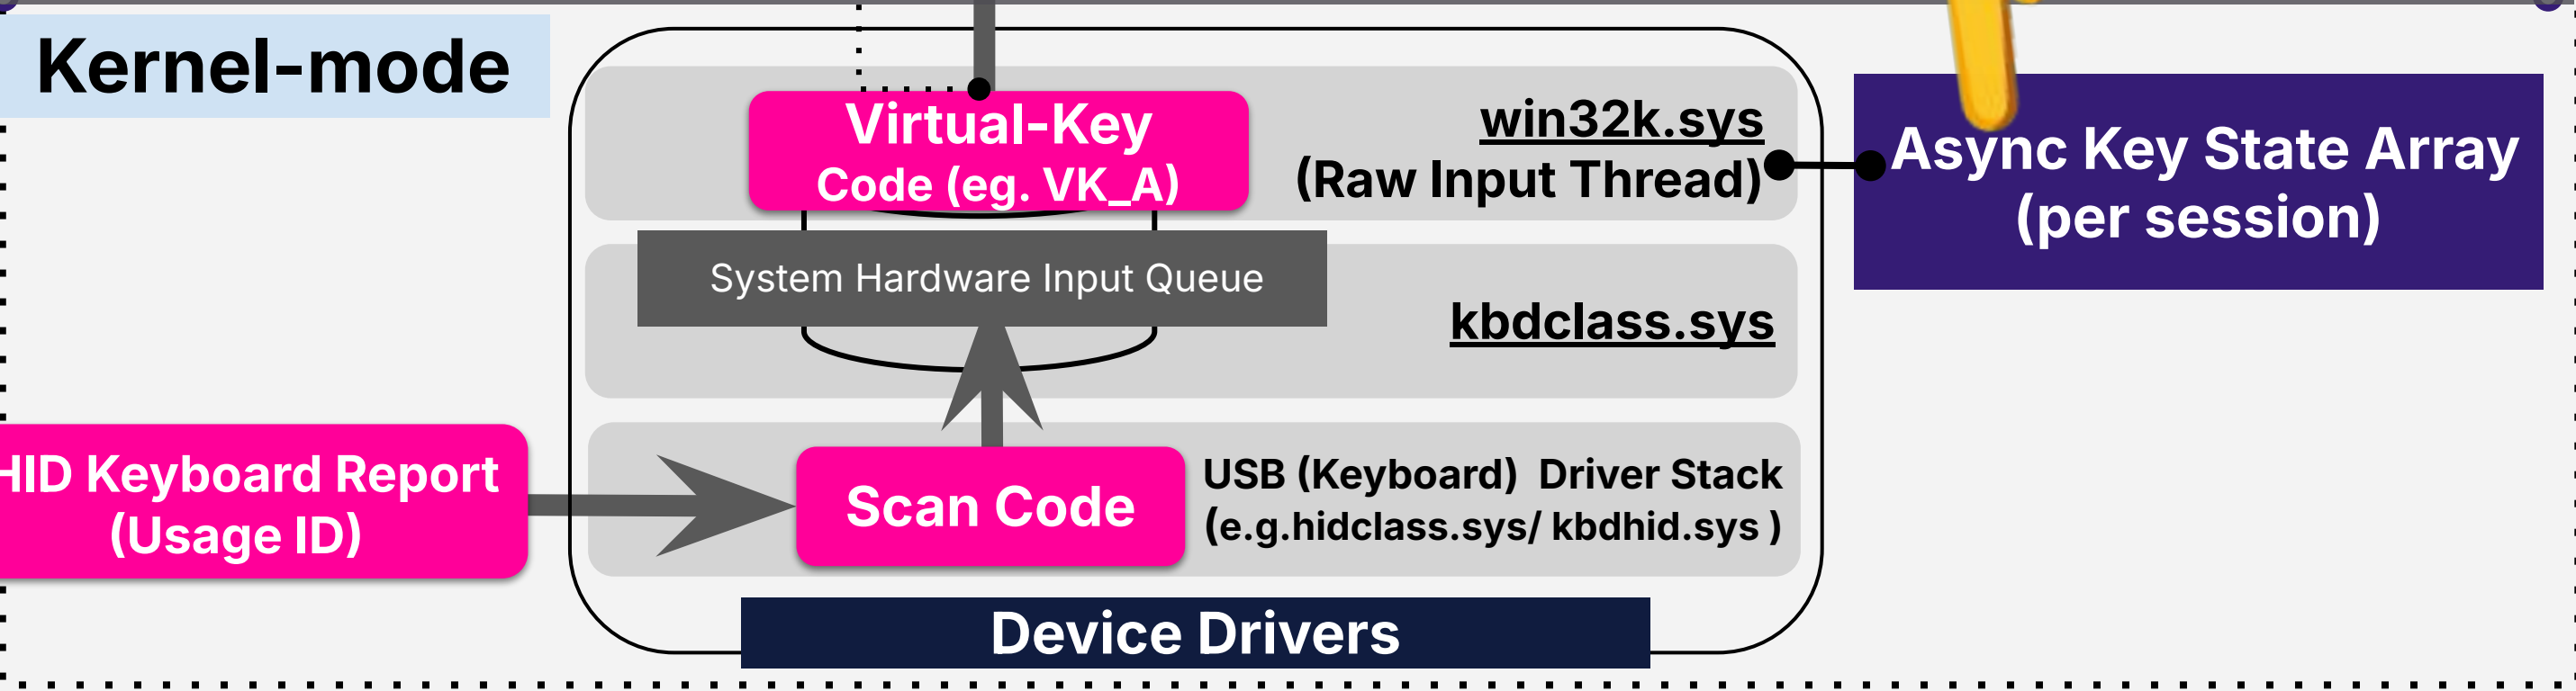 Kernel-mode
Virtual-Key
Code (eg. VK_A)
win32k.sys
(Raw Input Thread)
Async Key State Array
(per session)
System Hardware Input Queue
kbdclass.sys
HID Keyboard Report
(Usage ID)
Scan Code
USB (Keyboard)  Driver Stack
(e.g.hidclass.sys/ kbdhid.sys )
Device Drivers